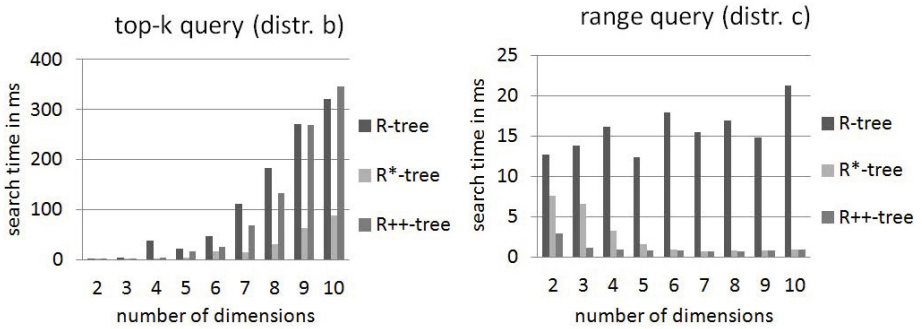 top-k query (distr. b)
search time in ms
400
300
200
100
0
2 3 4 5 6 7 8 9 10
number of dimensions
R-tree
R*-tree
R++-tree
range query (distr. c)
search time in ms
25
20
15
10
5
0
2 3 4 5 6 7 8 9 10
number of dimensions
R-tree
R*-tree
R++-tree